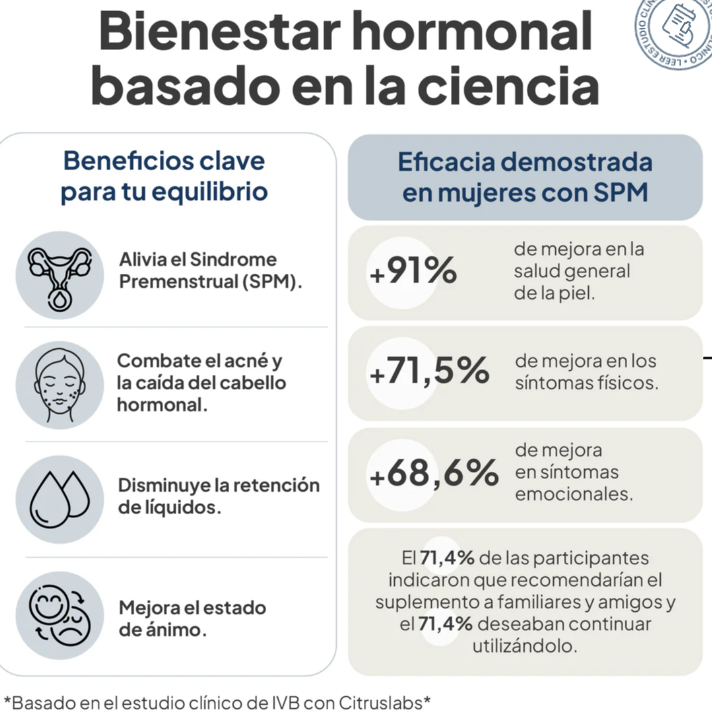 Bienestar hormonal
basado en la ciencia
LEER ESTUDIO CLÍNICO
Beneficios clave
para tu equilibrio
Alivia el Sindrome
Premenstrual (SPM).
Combate el acné y
la caída del cabello
hormonal.
Disminuye la retención
de líquidos.
Mejora el estado
de ánimo.
Eficacia demostrada
en mujeres con SPM
+91%
de mejora en la
salud general
de la piel.
+71,5%
de mejora en los
síntomas físicos.
+68,6%
de mejora
en síntomas
emocionales.
El 71,4% de las participantes
indicaron que recomendarían el
suplemento a familiares y amigos y
el 71,4% deseaban continuar
utilizándolo.
*Basado en el estudio clínico de IVB con Citruslabs*